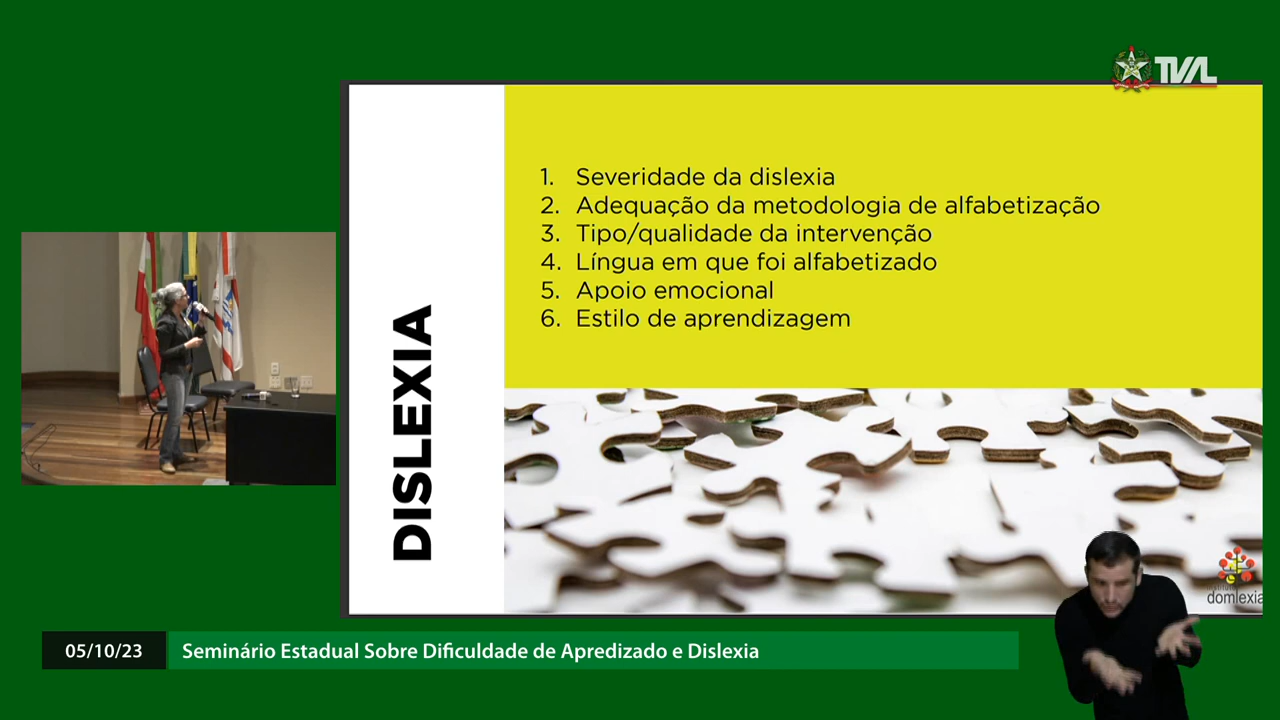 TVAL
1. Severidade da dislexia
2. Adequação da metodologia de alfabetização
3. Tipo/qualidade da intervenção
4. Língua em que foi alfabetizado
5. Apoio emocional
6. Estilo de aprendizagem
DISLEXIA
domlexia
05/10/23
Seminário Estadual Sobre Dificuldade de Apredizado e Dislexia